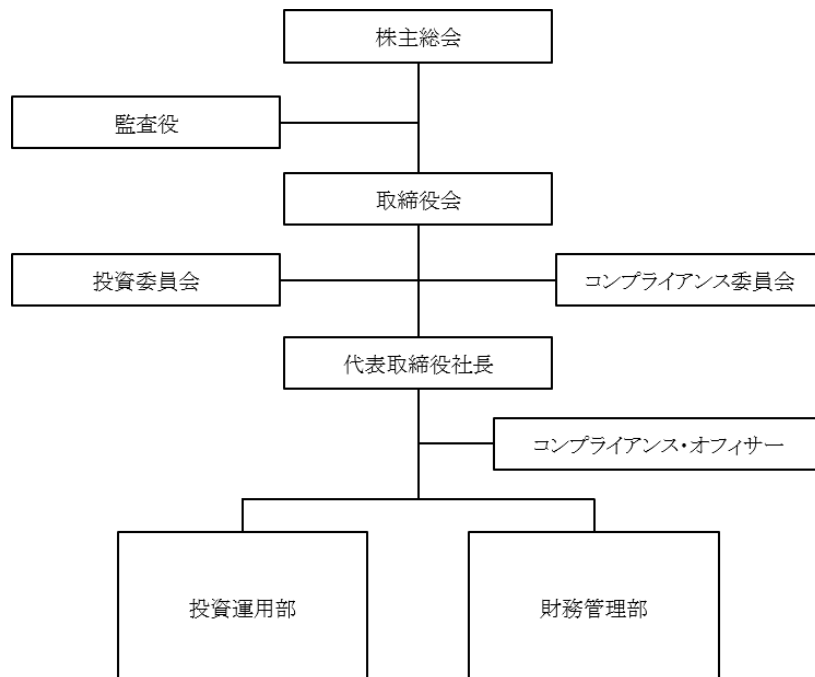 株主総会
監査役
取締役会
投資委員会
コンプライアンス委員会
代表取締役社長
コンプライアンス・オフィサー
投資運用部
財務管理部